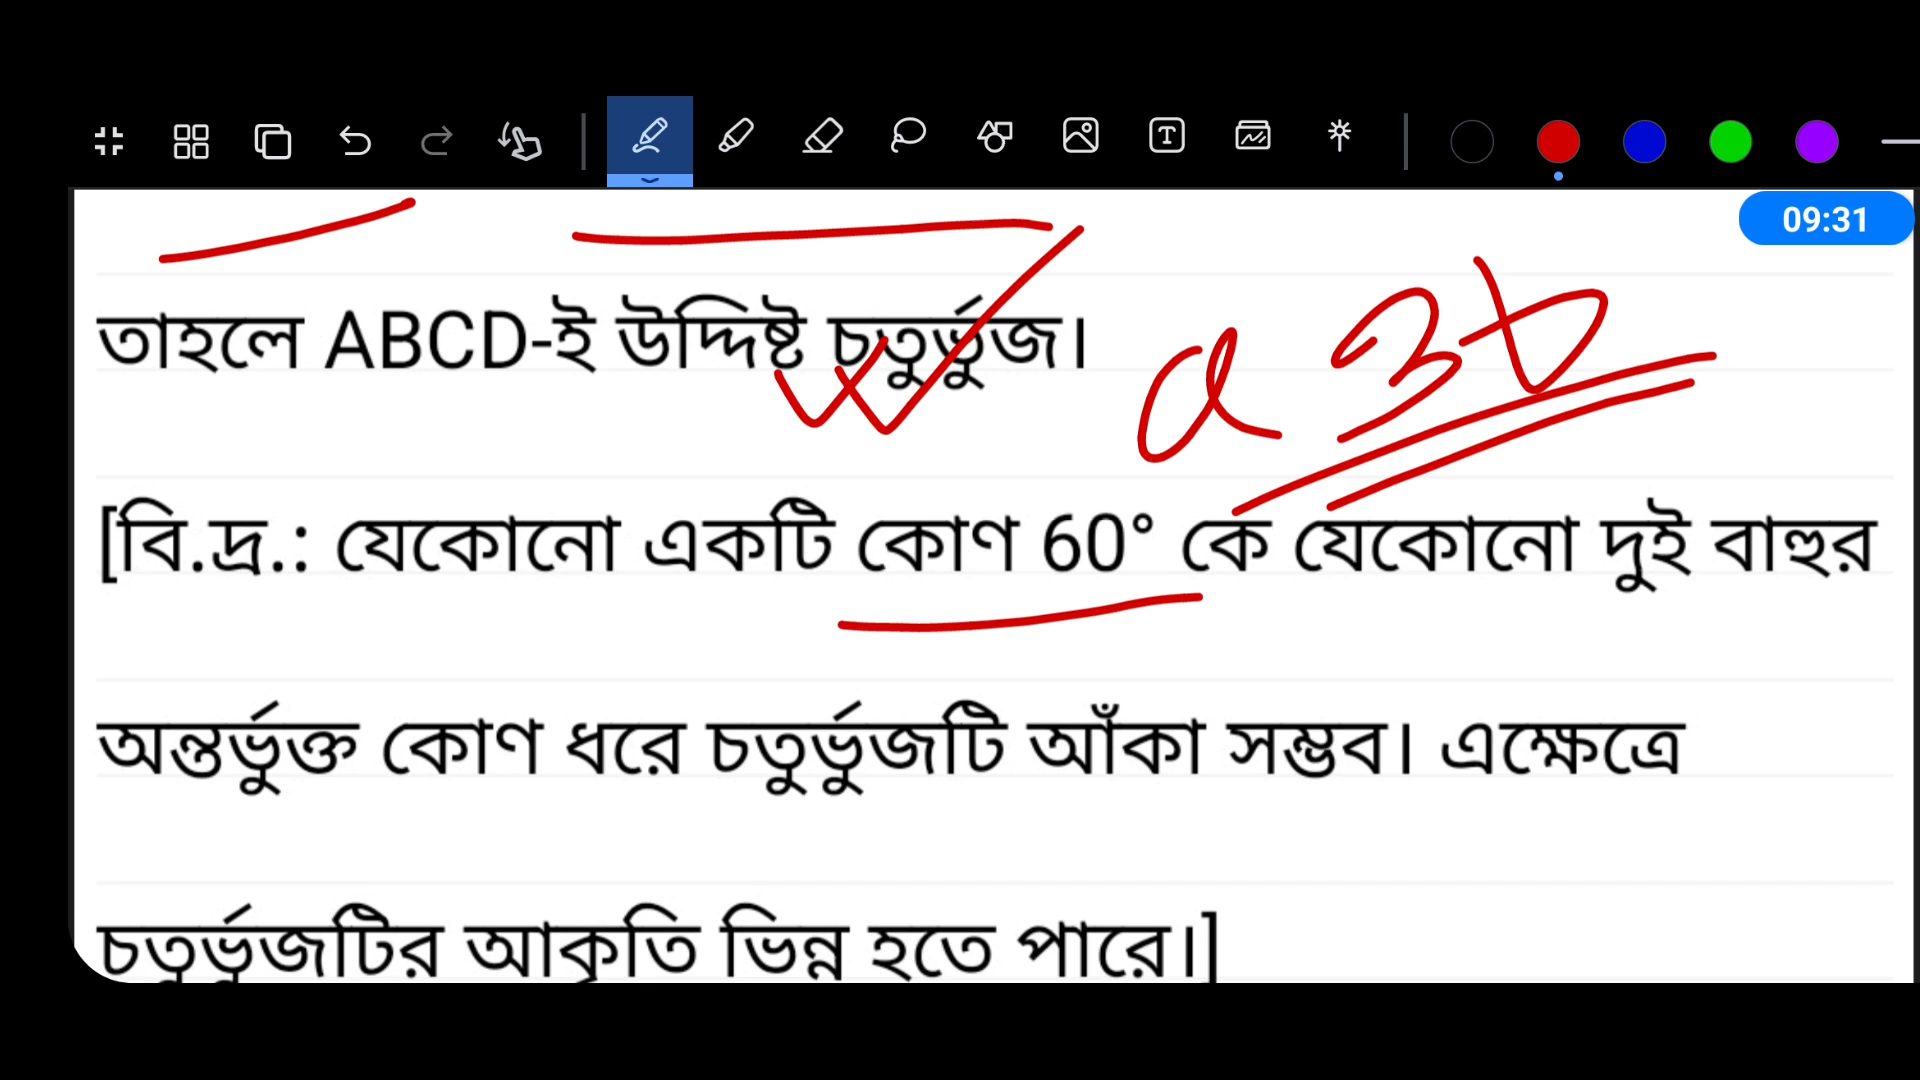 09:31
তাহলে ABCD-ই উদ্দিষ্ট চতুর্ভুজ।
a ও b
[বি.দ্র.: যেকোনো একটি কোণ 60° কে যেকোনো দুই বাহুর
অন্তর্ভুক্ত কোণ ধরে চতুর্ভুজটি আঁকা সম্ভব। এক্ষেত্রে
চতুর্ভুজটির আকৃতি ভিন্ন হতে পারে।]